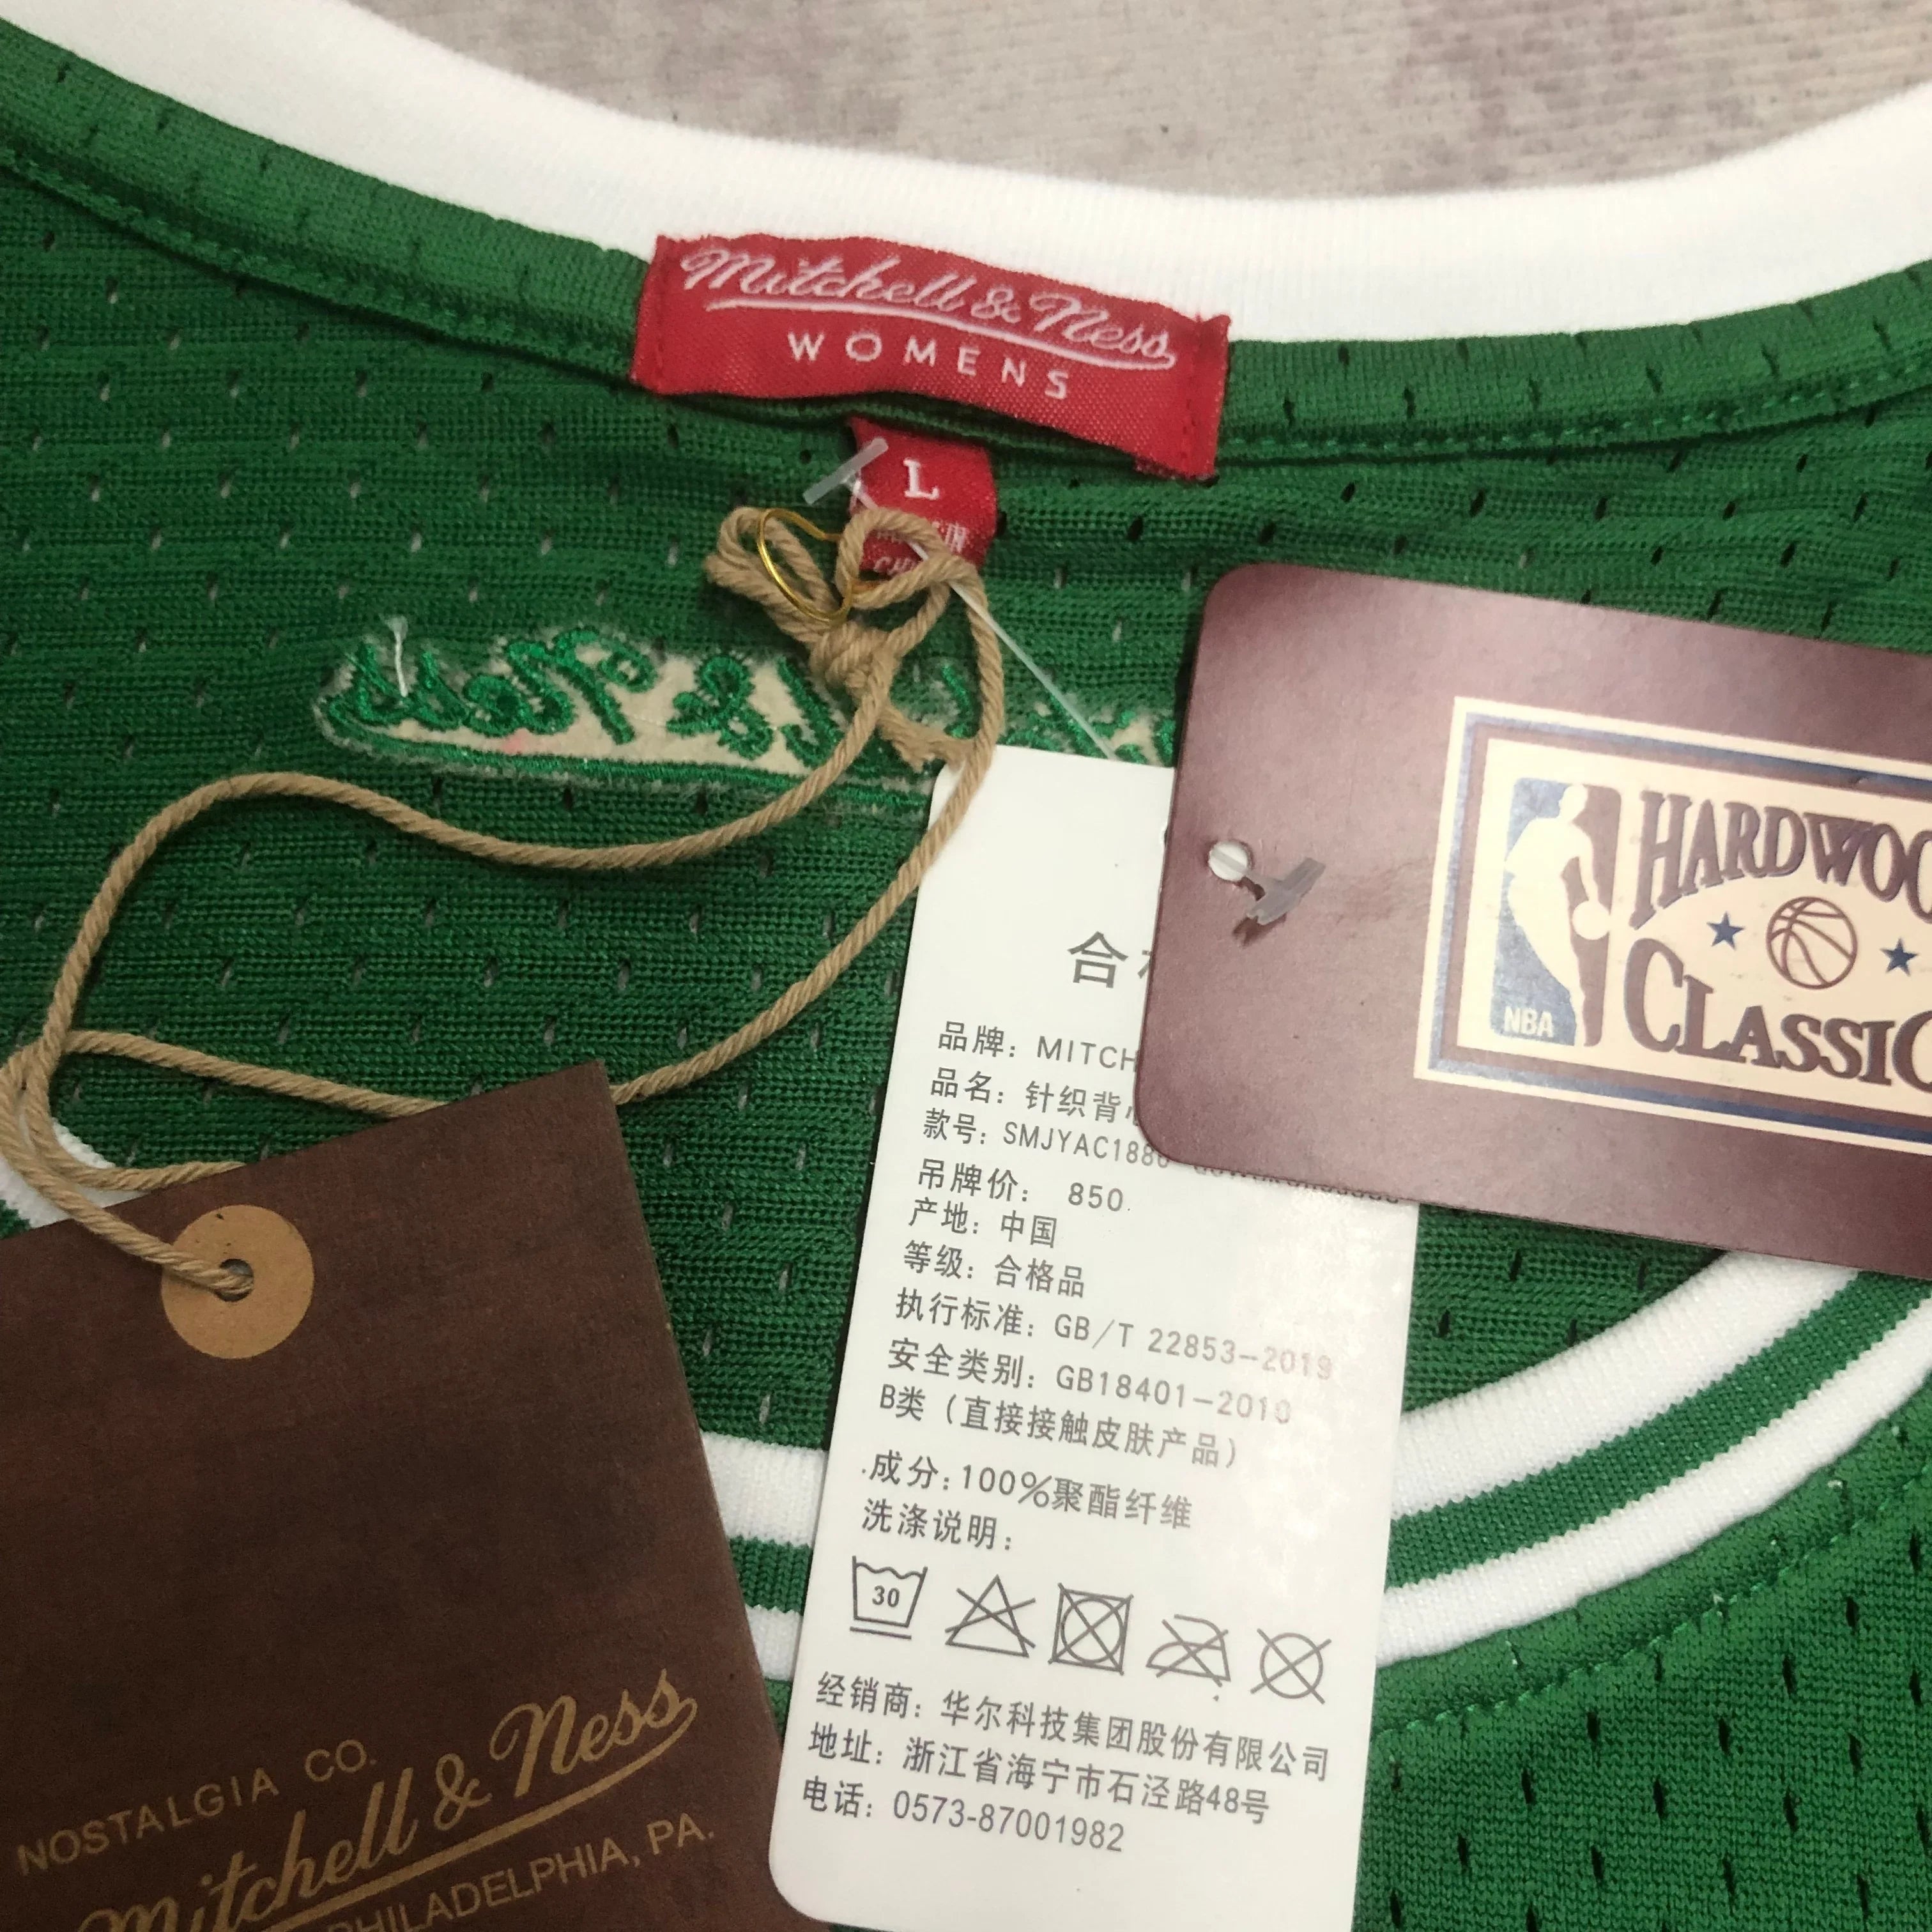 Mitchell & Ness
WOMENS
L
HARDWOO
CLASSIC
NBA
合
品牌：MITCH
品名：针织背
款号：SMJYAC188
吊牌价： 850.
产地：中国
等级：合格品
执行标准：GB/T 22853-2019
安全类别：GB18401-2010
B类（直接接触皮肤产品）
.成分：100%聚酯纤维
洗涤说明：
30
经销商：华尔科技集团股份有限公司
地址：浙江省海宁市石泾路48号
电话：0573-87001982
NOSTALGIA CO.
Mitchell & Ness
PHILADELPHIA, PA.